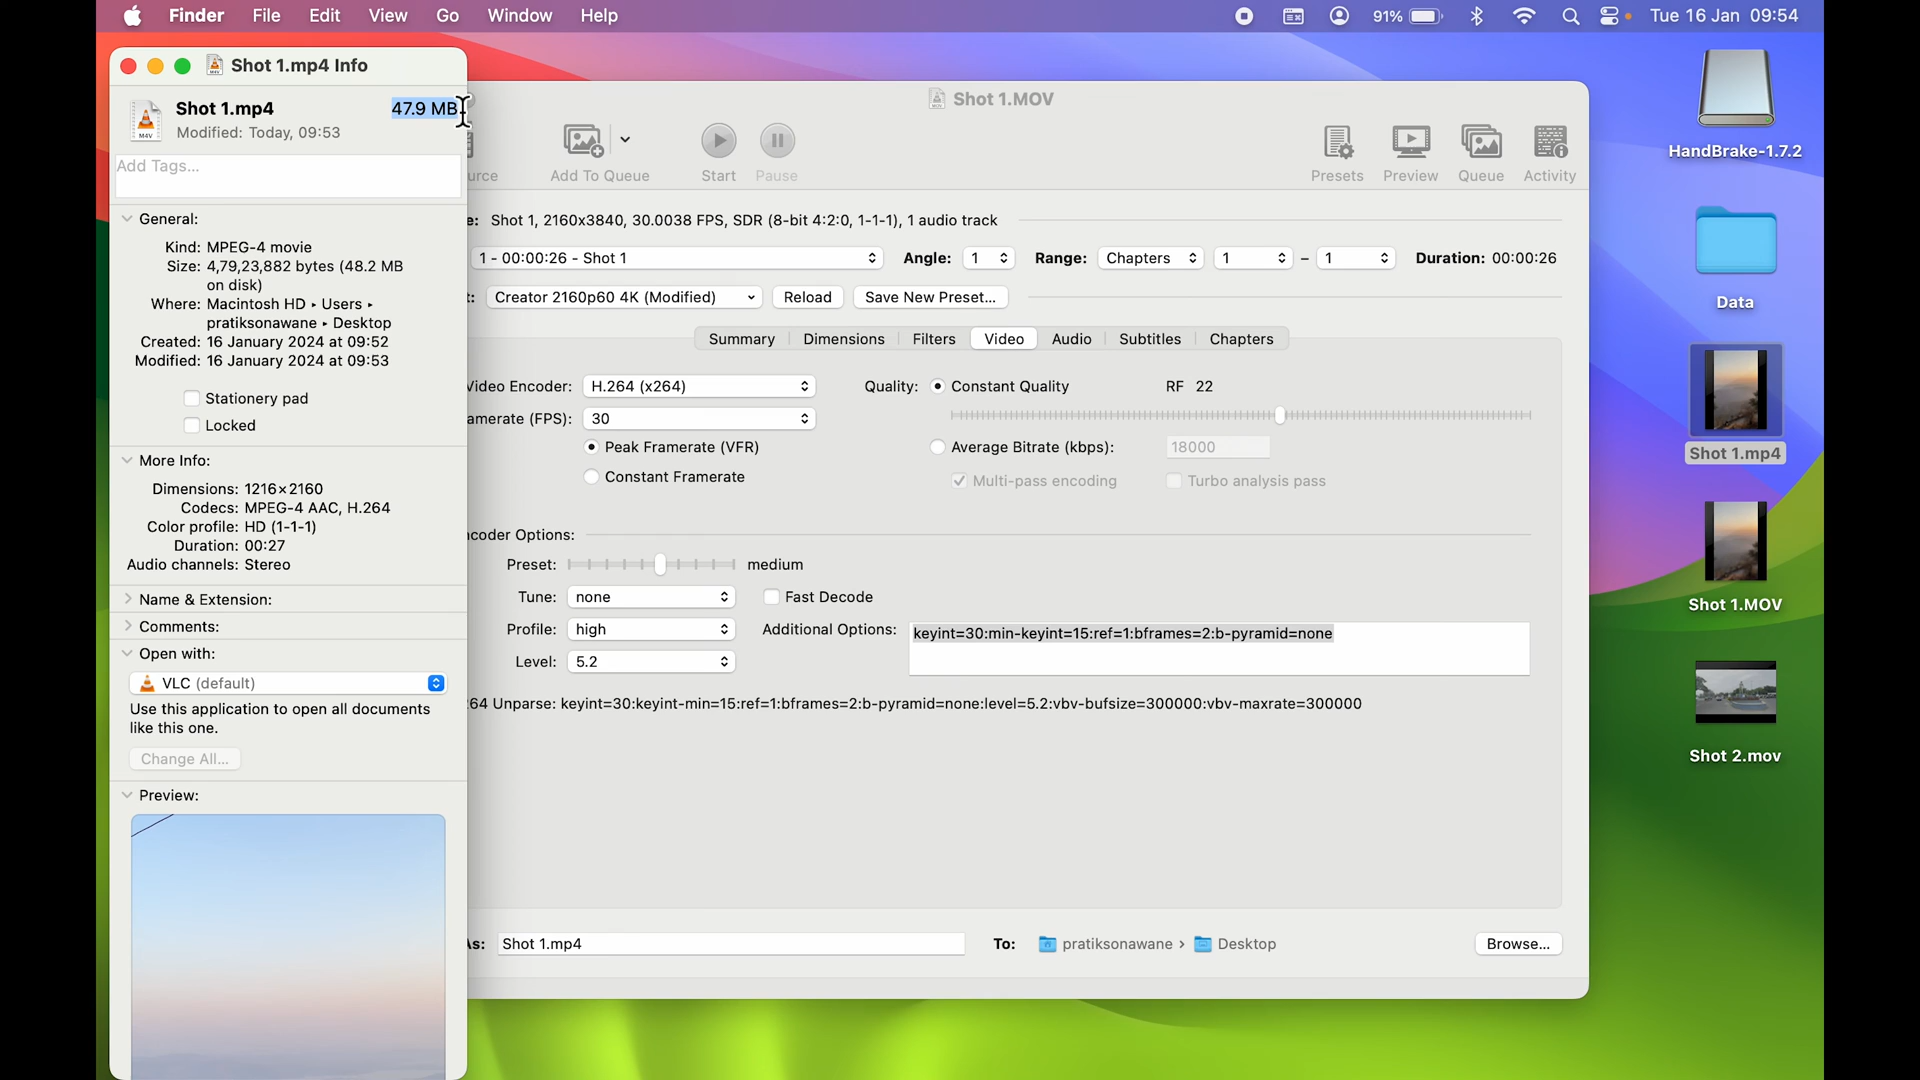 Finder File Edit View Go Window Help 91% Tue 16 Jan 09:54
Shot 1.mp4 Info
Shot 1.mp4 47.9 MB
Modified: Today, 09:53
Add Tags...
General:
Kind: MPEG-4 movie
Size: 4,79,23,882 bytes (48.2 MB
on disk)
Where: Macintosh HD ▸ Users ▸
pratiksonawane ▸ Desktop
Created: 16 January 2024 at 09:52
Modified: 16 January 2024 at 09:53
Stationery pad
Locked
More Info:
Dimensions: 1216×2160
Codecs: MPEG-4 AAC, H.264
Color profile: HD (1-1-1)
Duration: 00:27
Audio channels: Stereo
Name & Extension:
Comments:
Open with:
VLC (default)
Use this application to open all documents
like this one.
Change All...
Preview:
Shot 1.MOV
urce Add To Queue Start Pause Presets Preview Queue Activity
e: Shot 1, 2160x3840, 30.0038 FPS, SDR (8-bit 4:2:0, 1-1-1), 1 audio track
1 - 00:00:26 - Shot 1 Angle: 1 Range: Chapters 1 – 1 Duration: 00:00:26
t: Creator 2160p60 4K (Modified) Reload Save New Preset...
Summary Dimensions Filters Video Audio Subtitles Chapters
Video Encoder: H.264 (x264) Quality: Constant Quality RF 22
amerate (FPS): 30
Peak Framerate (VFR) Average Bitrate (kbps): 18000
Constant Framerate Multi-pass encoding Turbo analysis pass
coder Options:
Preset: medium
Tune: none Fast Decode
Profile: high Additional Options: keyint=30:min-keyint=15:ref=1:bframes=2:b-pyramid=none
Level: 5.2
64 Unparse: keyint=30:keyint-min=15:ref=1:bframes=2:b-pyramid=none:level=5.2:vbv-bufsize=300000:vbv-maxrate=300000
As: Shot 1.mp4 To: pratiksonawane › Desktop Browse...
HandBrake-1.7.2
Data
Shot 1.mp4
Shot 1.MOV
Shot 2.mov